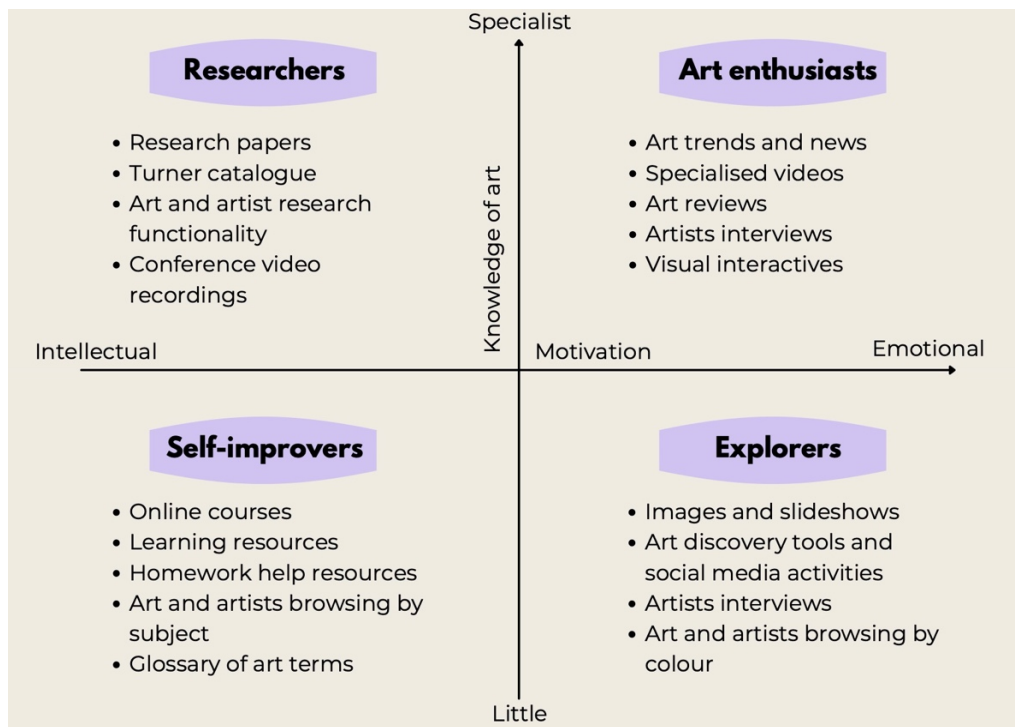 Specialist
Researchers
• Research papers
• Turner catalogue
• Art and artist research
functionality
• Conference video
recordings
Art enthusiasts
• Art trends and news
• Specialised videos
• Art reviews
• Artists interviews
• Visual interactives
Knowledge of art
Intellectual
Motivation
Emotional
Self-improvers
• Online courses
• Learning resources
• Homework help resources
• Art and artists browsing by
subject
• Glossary of art terms
Explorers
• Images and slideshows
• Art discovery tools and
social media activities
• Artists interviews
• Art and artists browsing by
colour
Little